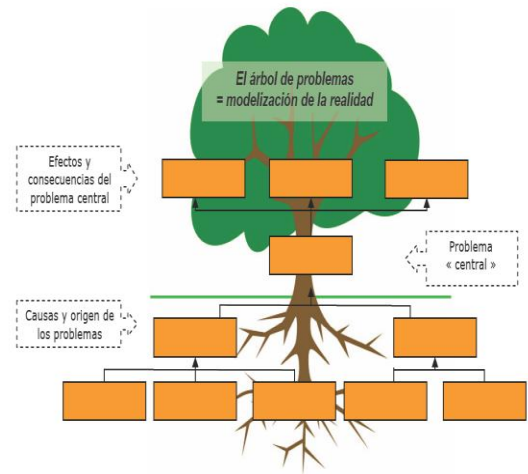 El árbol de problemas
= modelización de la realidad
Efectos y
consecuencias del
problema central
Problema
« central »
Causas y origen de
los problemas